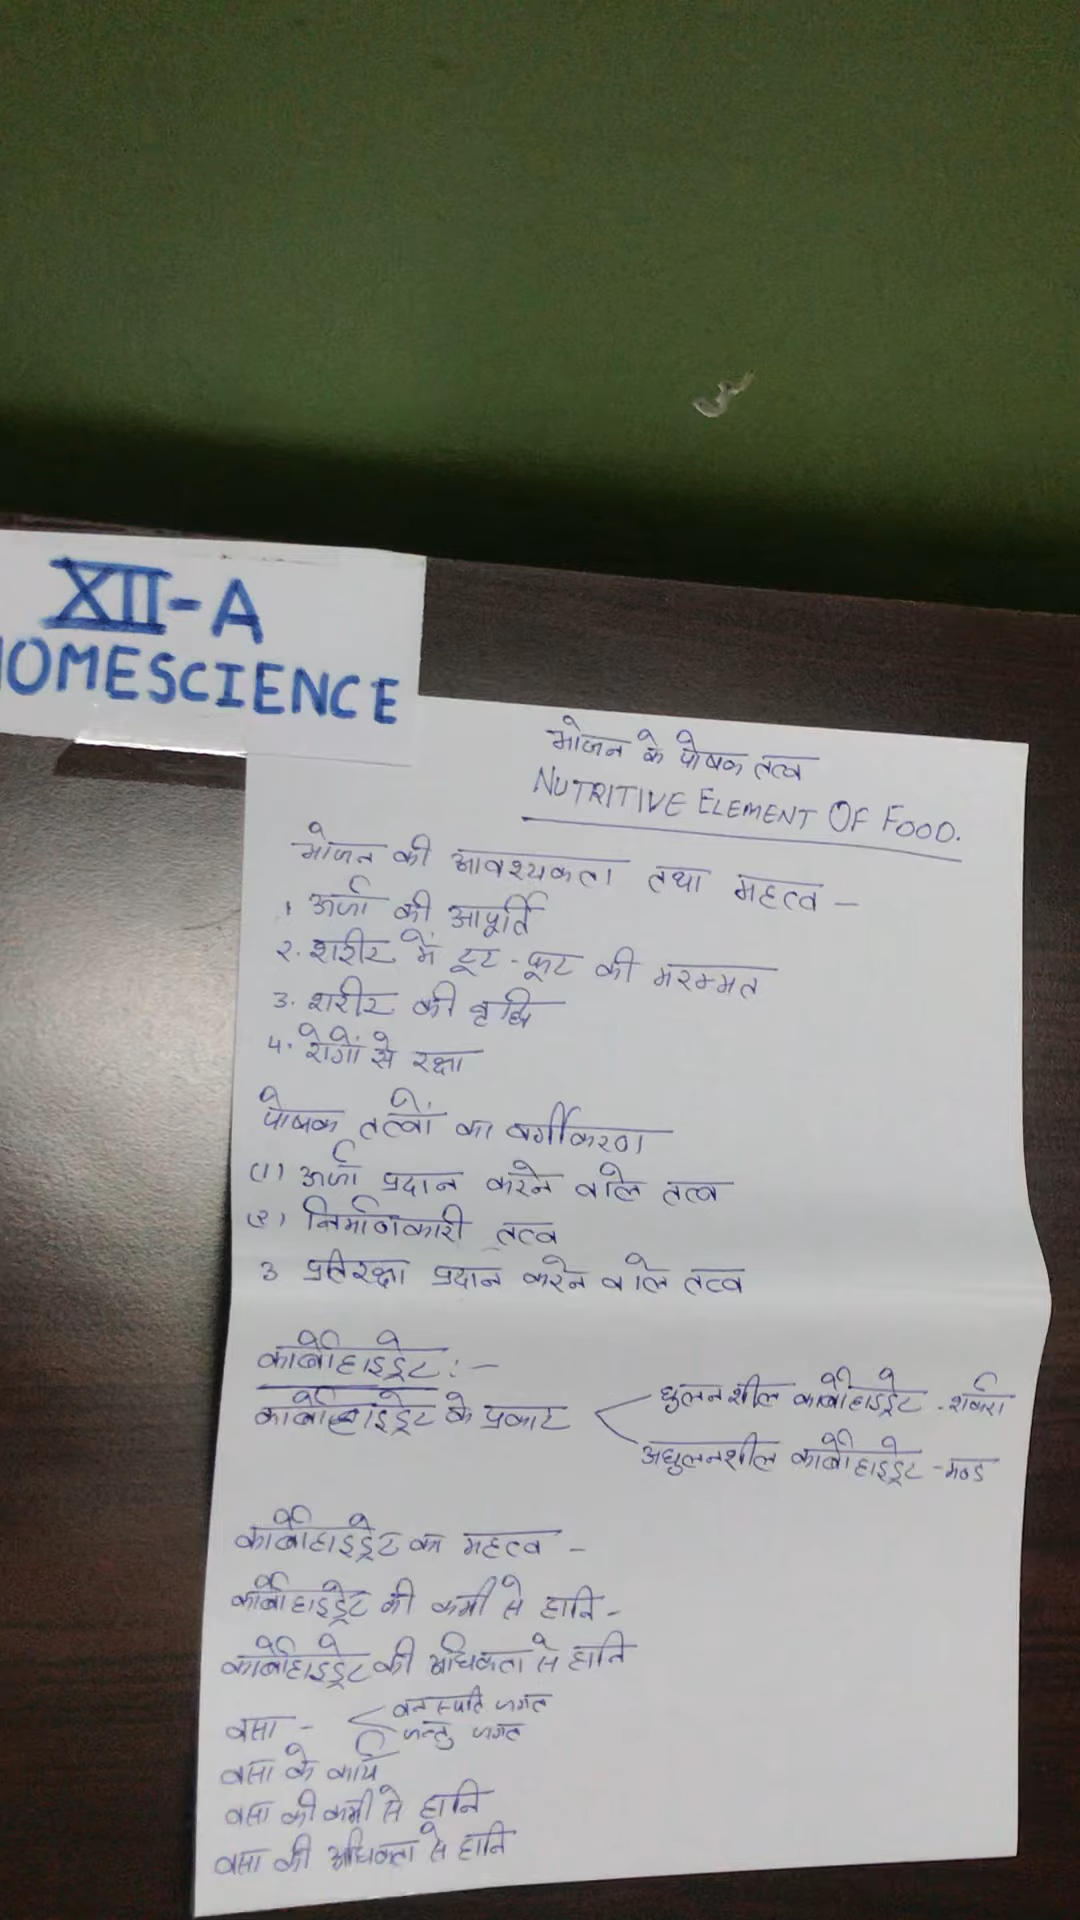 XII-A
HOMESCIENCE
भोजन के पोषक तत्व
NUTRITIVE ELEMENT OF FOOD.
भोजन की आवश्यकता तथा महत्व –
1. ऊर्जा की आपूर्ति
२. शरीर में टूट-फूट की मरम्मत
3. शरीर की वृद्धि
4. रोगों से रक्षा
पोषक तत्वों का वर्गीकरण
(1) ऊर्जा प्रदान करने वाले तत्व
(२) निर्माणकारी तत्व
3 प्रतिरक्षा प्रदान करने वाले तत्व
कार्बोहाइड्रेट :–
कार्बोहाइड्रेट के प्रकार
घुलनशील कार्बोहाइड्रेट - शर्करा
अघुलनशील कार्बोहाइड्रेट - मण्ड
कार्बोहाइड्रेट का महत्व –
कार्बोहाइड्रेट की कमी से हानि –
कार्बोहाइड्रेट की अधिकता से हानि
वसा – वनस्पति जगत
जन्तु जगत
वसा के कार्य
वसा की कमी से हानि
वसा की अधिकता से हानि